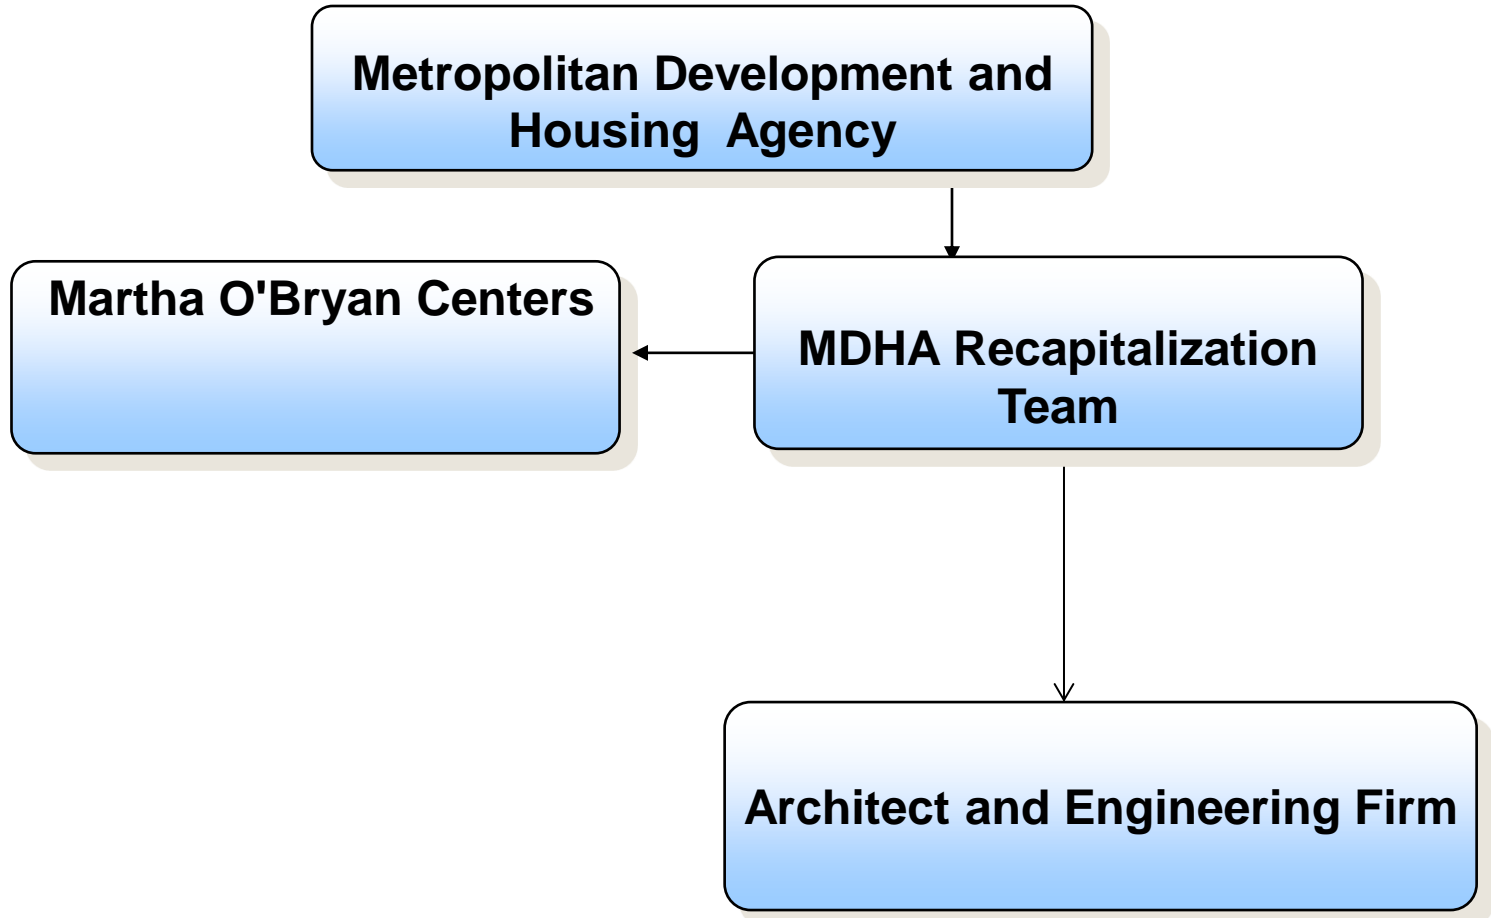 Metropolitan Development and
Housing  Agency
Martha O'Bryan Centers
MDHA Recapitalization
Team
Architect and Engineering Firm